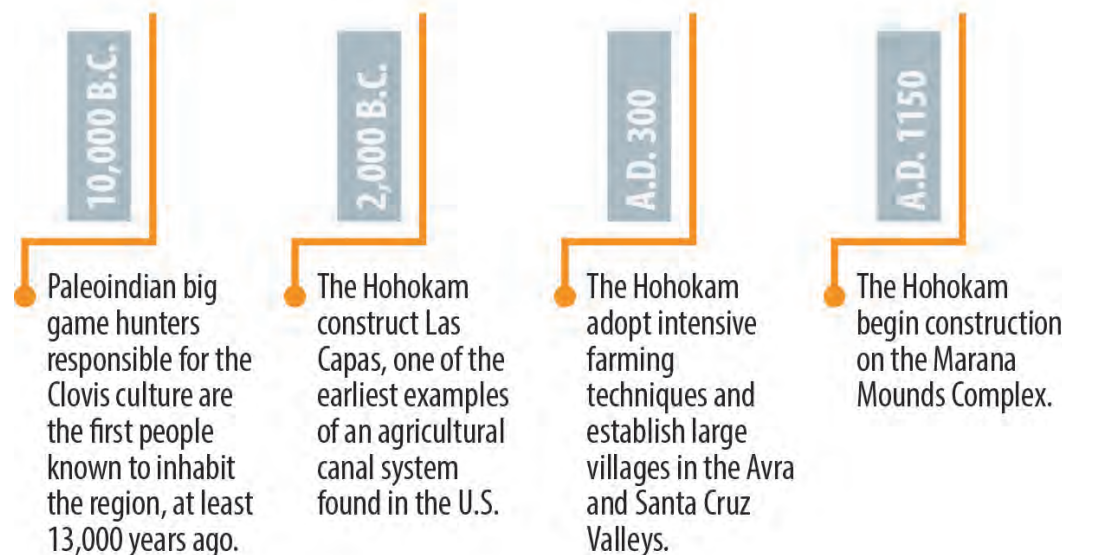 10,000 B.C.
Paleoindian big
game hunters
responsible for the
Clovis culture are
the first people
known to inhabit
the region, at least
13,000 years ago.
2,000 B.C.
The Hohokam
construct Las
Capas, one of the
earliest examples
of an agricultural
canal system
found in the U.S.
A.D. 300
The Hohokam
adopt intensive
farming
techniques and
establish large
villages in the Avra
and Santa Cruz
Valleys.
A.D. 1150
The Hohokam
begin construction
on the Marana
Mounds Complex.